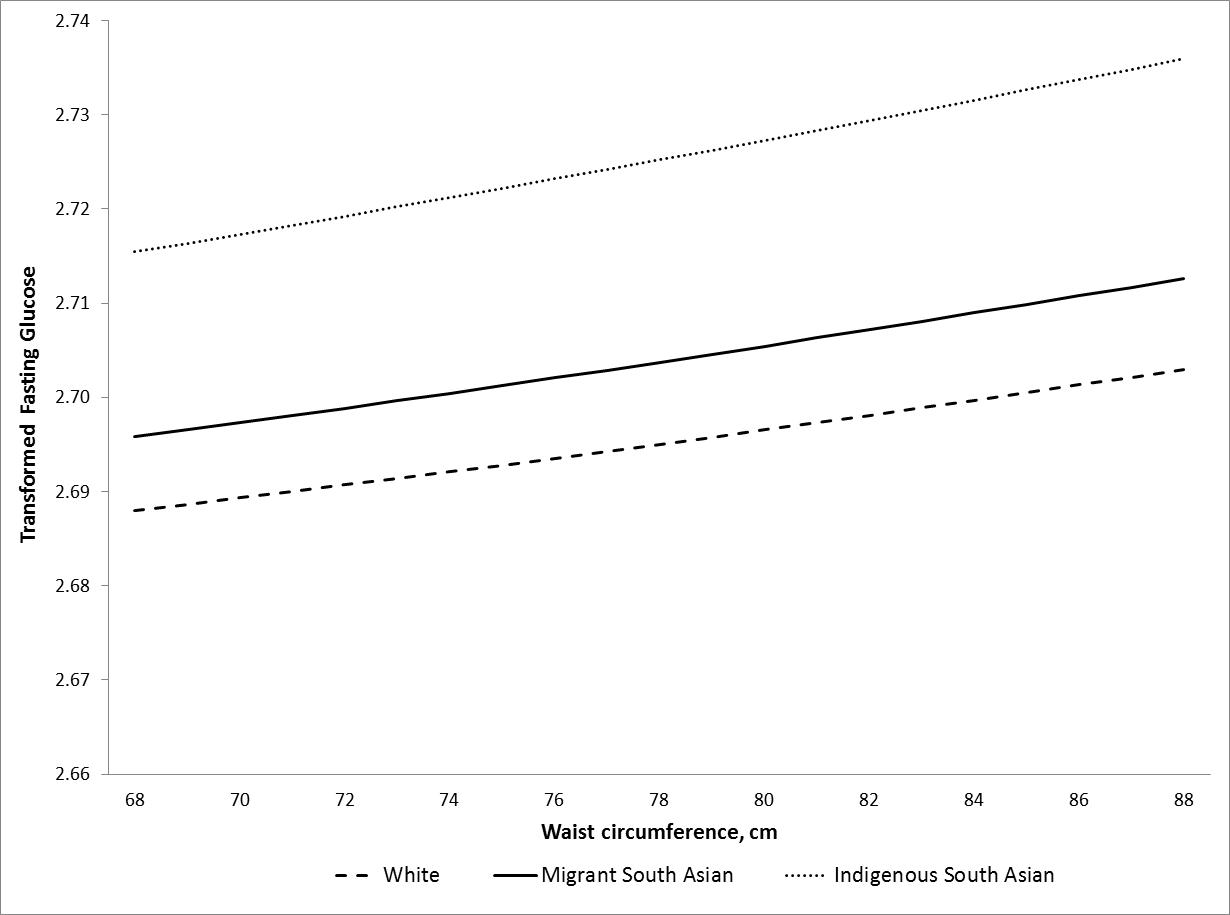 2.74
2.73
2.72
2.71
2.70
2.69
2.68
2.67
2.66
Transformed Fasting Glucose
68 70 72 74 76 78 80 82 84 86 88
Waist circumference, cm
White Migrant South Asian Indigenous South Asian